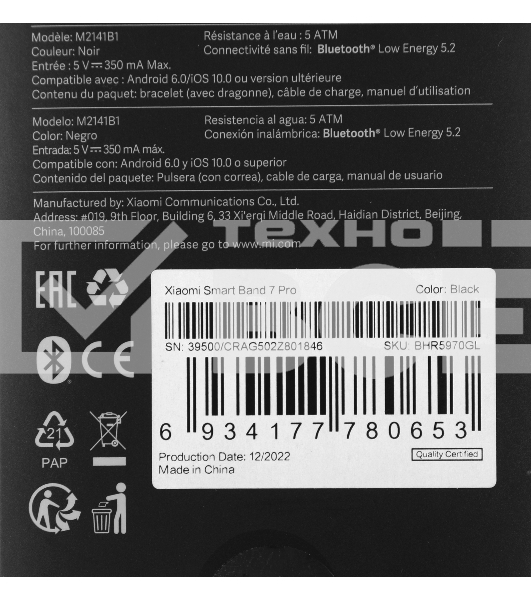 Modèle: M2141B1
Résistance à l'eau : 5 ATM
Couleur: Noir
Connectivité sans fil: Bluetooth® Low Energy 5.2
Entrée : 5 V⎓350 mA Max.
Compatible avec : Android 6.0/iOS 10.0 ou version ultérieure
Contenu du paquet: bracelet (avec dragonne), câble de charge, manuel d'utilisation
Modelo: M2141B1
Resistencia al agua: 5 ATM
Color: Negro
Conexión inalámbrica: Bluetooth® Low Energy 5.2
Entrada: 5 V⎓350 mA máx.
Compatible con: Android 6.0 y iOS 10.0 o superior
Contenido del paquete: Pulsera (con correa), cable de carga, manual de usuario
Manufactured by: Xiaomi Communications Co., Ltd.
Address: #019, 9th Floor, Building 6, 33 Xi'erqi Middle Road, Haidian District, Beijing,
China, 100085
For further information, please go to www.mi.com
ТЕХНО
EAC
CE
Xiaomi Smart Band 7 Pro
Color: Black
SN: 39500/CRAG502Z801846
SKU: BHR5970GL
6 934177 780653
Production Date: 12/2022
Quality Certified
Made in China
21
PAP